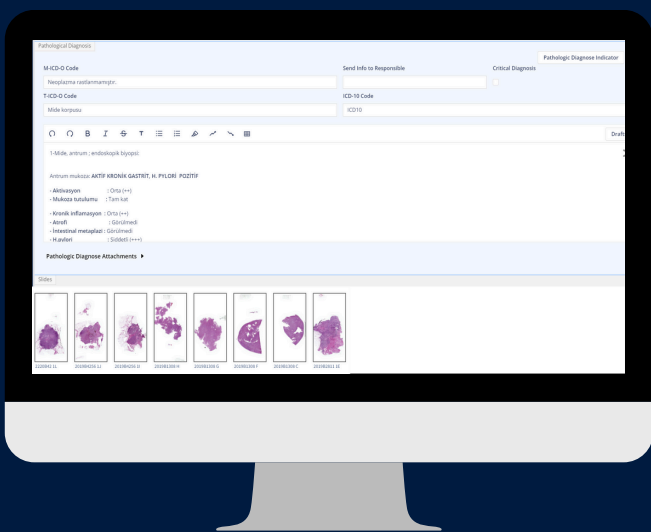 Pathological Diagnosis
Pathologic Diagnose Indicator
M-ICD-O Code
Send Info to Responsible
Critical Diagnosis
Neoplazma rastlanmamıştır.
T-ICD-O Code
ICD-10 Code
Mide korpusu
ICD10
B I S T
Draft
1-Mide, antrum ; endoskopik biyopsi:
Antrum mukoza: AKTİF KRONİK GASTRİT, H. PYLORİ POZİTİF
- Aktivasyon : Orta (++)
- Mukoza tutulumu : Tam kat
- Kronik inflamasyon : Orta (++)
- Atrofi : Görülmedi
- İntestinal metaplazi : Görülmedi
- H.pylori : Şiddetli (+++)
Pathologic Diagnose Attachments
Slides